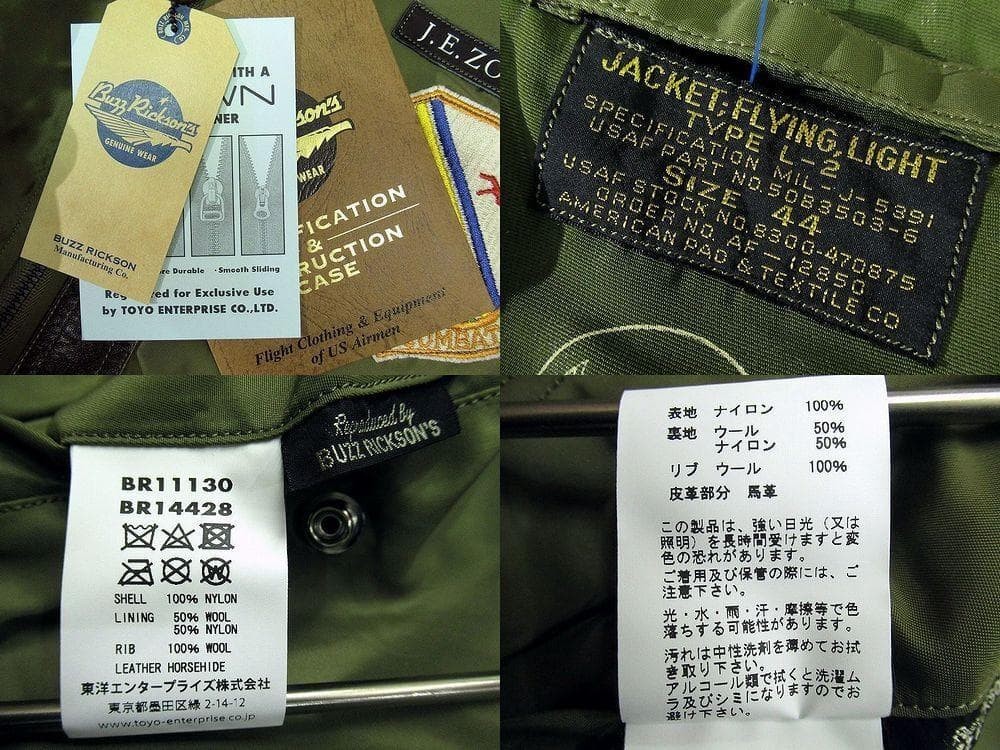 BUZZ RICKSON MFG. CO.
Buzz Rickson's
GENUINE WEAR
BUZZ RICKSON
Manufacturing Co.
WITH A
WN
NER
re Durable ・Smooth Sliding
Reg red for Exclusive Use
by TOYO ENTERPRISE CO.,LTD.
son's
WEAR
FICATION
&
RUCTION
CASE
Flight Clothing & Equipment
of US Airmen
J.E.ZO
COMBAT
JACKET, FLYING, LIGHT
TYPE L-2
SPECIFICATION MIL-J-5391
USAF PART NO. 50B3503-6
SIZE 44
USAF STOCK NO. 8300-470875
ORDER NO. AF-12850
AMERICAN PAD & TEXTILE CO
Reproduced by
BUZZ RICKSON'S
BR11130
BR14428
SHELL 100% NYLON
LINING 50% WOOL
50% NYLON
RIB 100% WOOL
LEATHER HORSEHIDE
東洋エンタープライズ株式会社
東京都墨田区緑 2-14-12
www.toyo-enterprise.co.jp
表地 ナイロン 100%
裏地 ウール 50%
ナイロン 50%
リブ ウール 100%
皮革部分 馬革
この製品は、強い日光（又は
照明）を長時間受けますと変
色の恐れがあります。
ご着用及び保管の際には、ご
注意下さい。
光・水・雨・汗・摩擦等で色
落ちする可能性があります。
汚れは中性洗剤を薄めてお拭
き取り下さい。
アルコール類で拭くと洗濯ム
ラ及びシミになりますのでお
避け下さい。